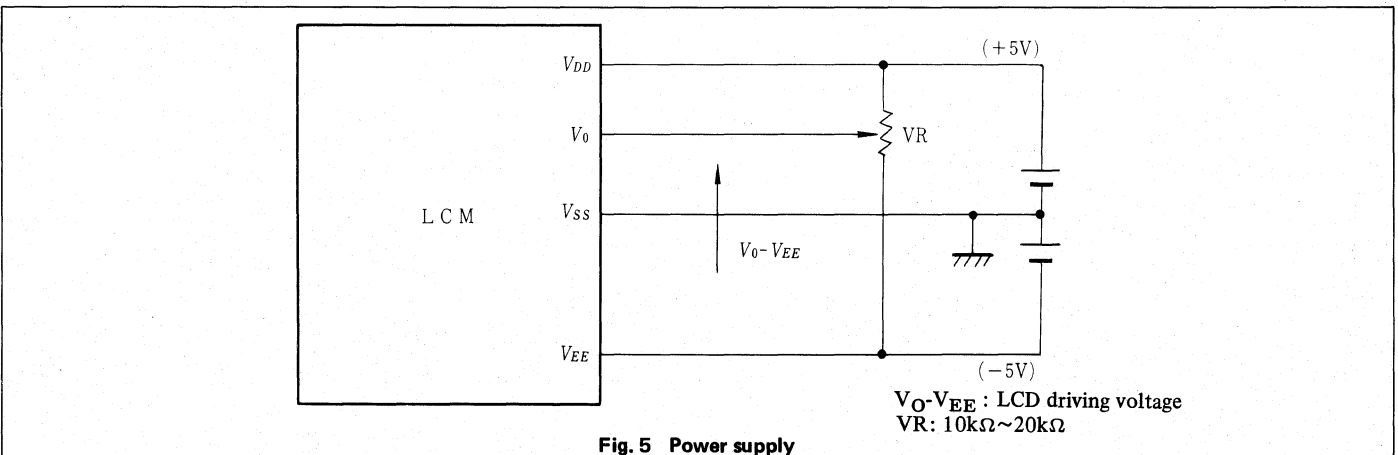 (+5V)
VDD
V0
VR
LCM
VSS
V0-VEE
VEE
(-5V)
VO-VEE : LCD driving voltage
VR: 10kΩ~20kΩ
Fig. 5 Power supply